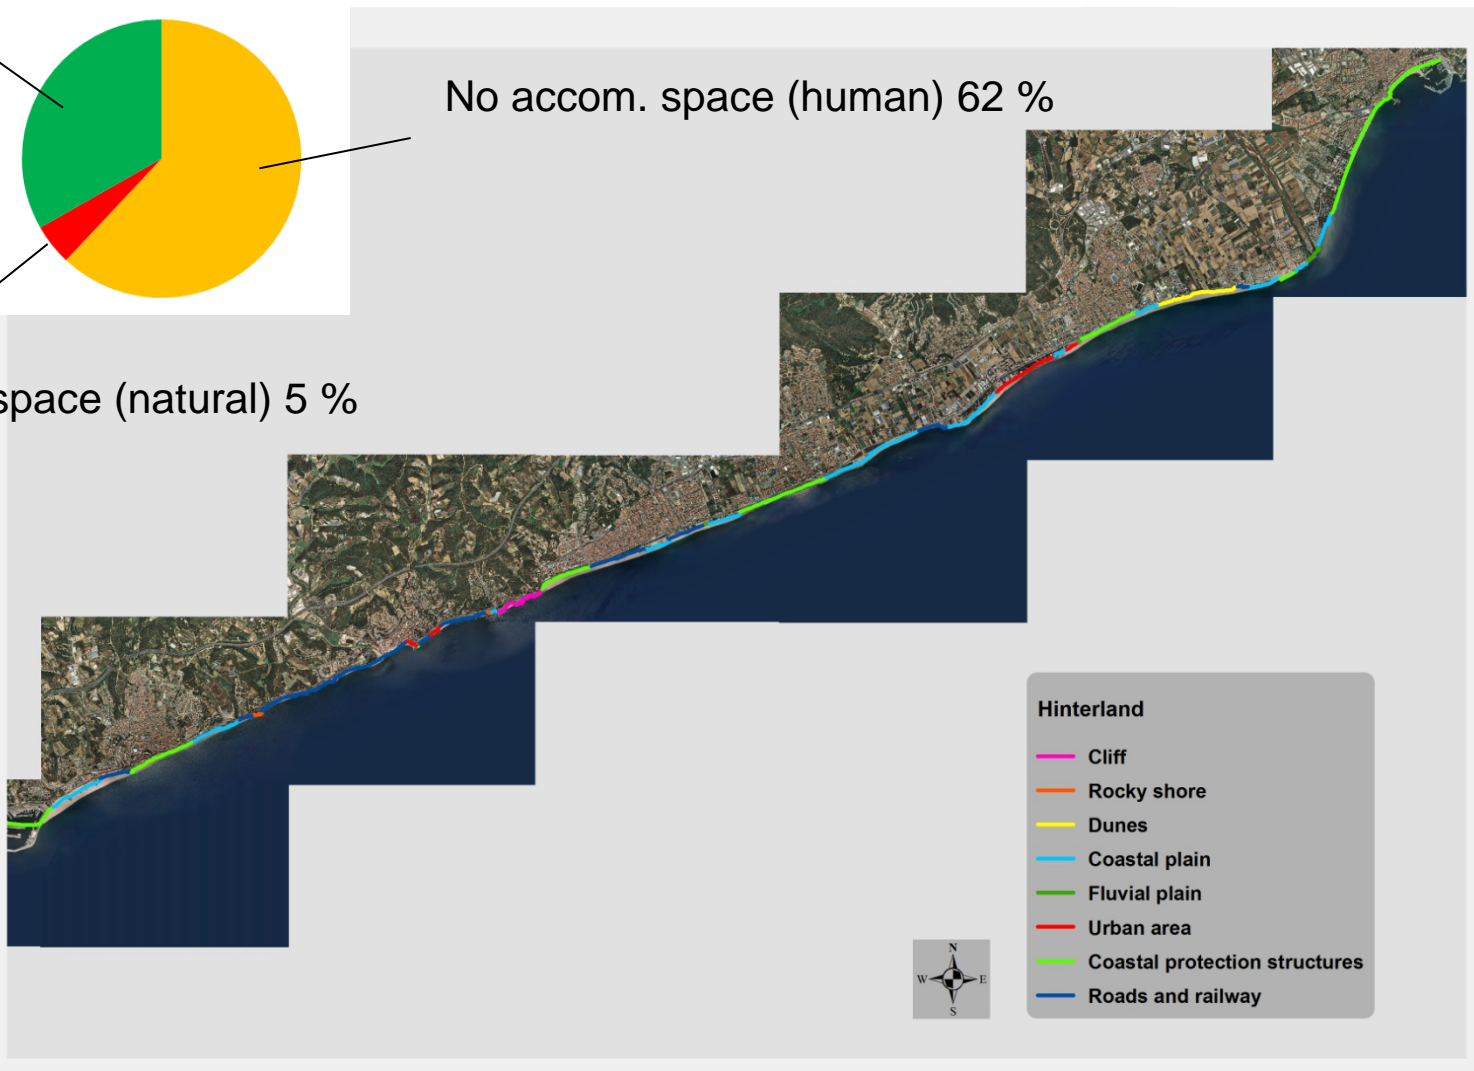 No accom. space (human) 62 %
space (natural) 5 %
Hinterland
Cliff
Rocky shore
Dunes
Coastal plain
Fluvial plain
Urban area
Coastal protection structures
Roads and railway
N
W E
S